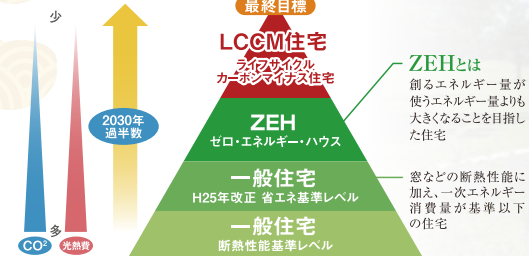 最終目標
少
LCCM住宅
ライフサイクル
カーボンマイナス住宅
2030年
過半数
ZEH
ゼロ・エネルギー・ハウス
一般住宅
H25年改正 省エネ基準レベル
一般住宅
断熱性能基準レベル
多
CO²
光熱費
ZEHとは
創るエネルギー量が
使うエネルギー量よりも
大きくなることを目指し
た住宅
窓などの断熱性能に
加え、一次エネルギー
消費量が基準以下
の住宅